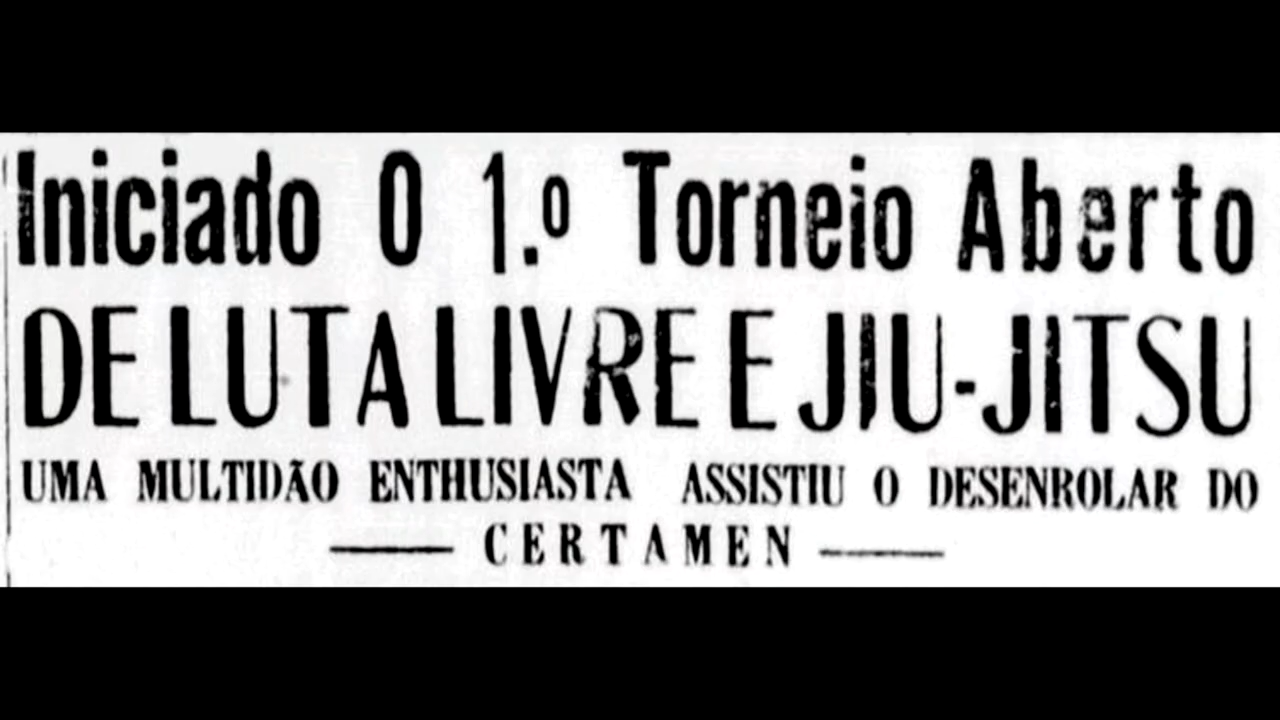 Iniciado O 1.º Torneio Aberto
DE LUTA LIVRE E JIU-JITSU
UMA MULTIDÃO ENTHUSIASTA ASSISTIU O DESENROLAR DO
CERTAMEN